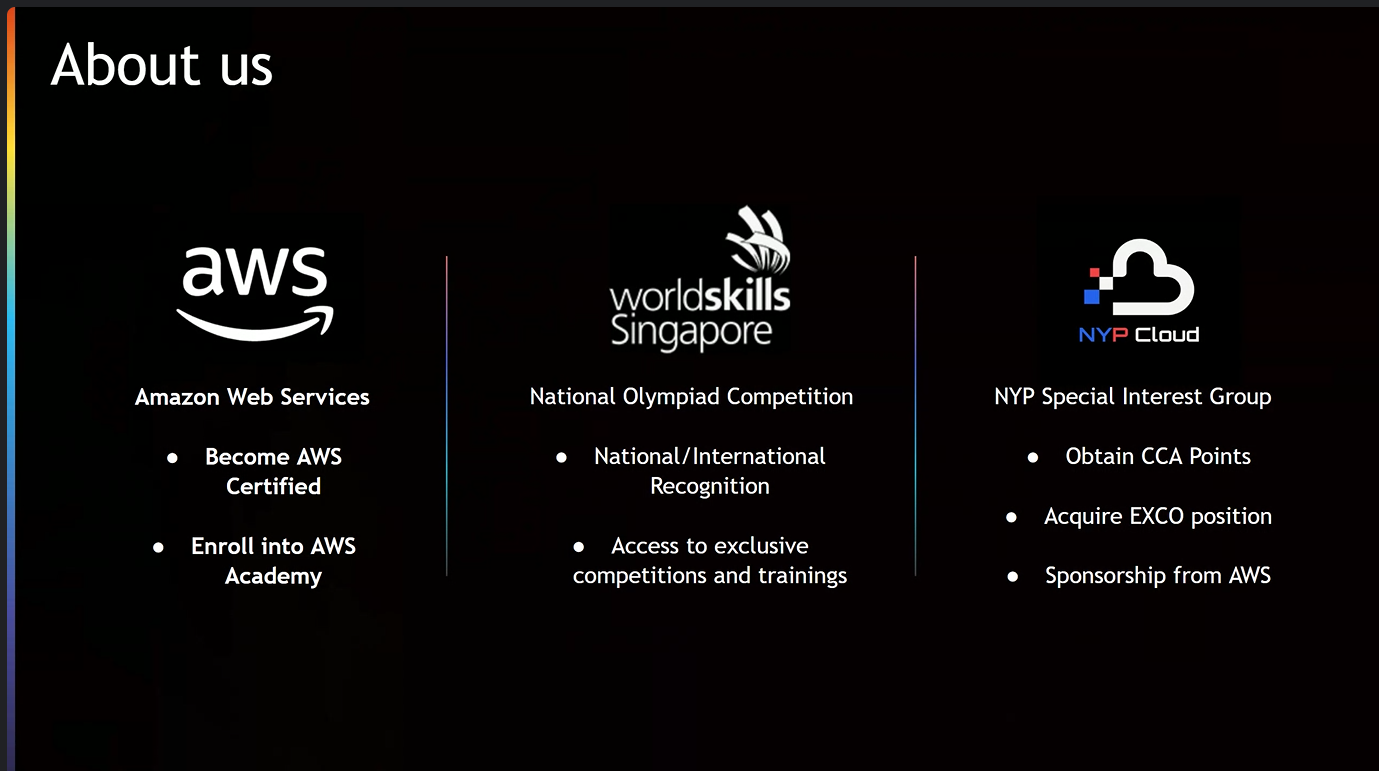 About us
aws
Amazon Web Services
● Become AWS
Certified
● Enroll into AWS
Academy
worldskills
Singapore
National Olympiad Competition
● National/International
Recognition
● Access to exclusive
competitions and trainings
NYP Cloud
NYP Special Interest Group
● Obtain CCA Points
● Acquire EXCO position
● Sponsorship from AWS